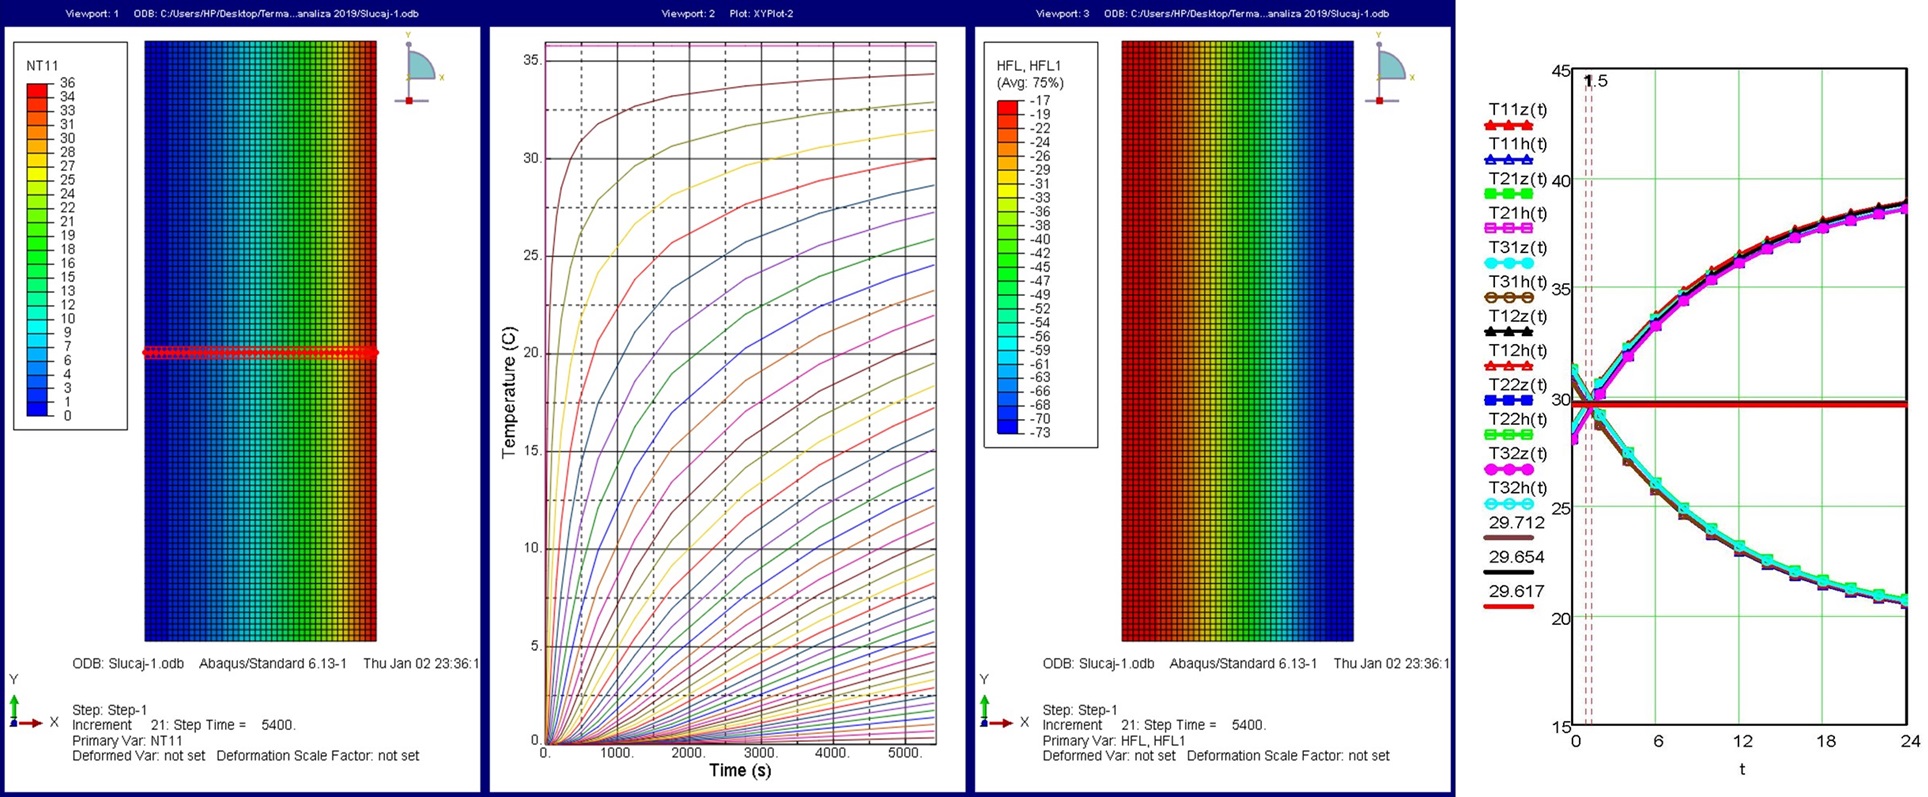 Viewport: 1 ODB: C:/Users/HP/Desktop/Terma...analiza 2019/Slucaj-1.odb
NT11
36
34
33
31
30
28
27
25
24
22
21
19
18
16
15
13
12
10
9
7
6
4
3
1
0
Y
X
Z
ODB: Slucaj-1.odb Abaqus/Standard 6.13-1 Thu Jan 02 23:36:1
Y
X
Step: Step-1
Increment 21: Step Time = 5400.
Primary Var: NT11
Deformed Var: not set Deformation Scale Factor: not set
Viewport: 2 Plot: XYPlot-2
35.
30.
25.
20.
15.
10.
5.
0.
Temperature (C)
0. 1000. 2000. 3000. 4000. 5000.
Time (s)
Viewport: 3 ODB: C:/Users/HP/Desktop/Terma...analiza 2019/Slucaj-1.odb
HFL, HFL1
(Avg: 75%)
-17
-19
-22
-24
-26
-29
-31
-33
-36
-38
-40
-42
-45
-47
-49
-52
-54
-56
-59
-61
-63
-66
-68
-70
-73
Y
X
Z
ODB: Slucaj-1.odb Abaqus/Standard 6.13-1 Thu Jan 02 23:36:1
Y
X
Step: Step-1
Increment 21: Step Time = 5400.
Primary Var: HFL, HFL1
Deformed Var: not set Deformation Scale Factor: not set
T11z(t)
T11h(t)
T21z(t)
T21h(t)
T31z(t)
T31h(t)
T12z(t)
T12h(t)
T22z(t)
T22h(t)
T32z(t)
T32h(t)
29.712
29.654
29.617
45
40
35
30
25
20
15
0 6 12 18 24
t